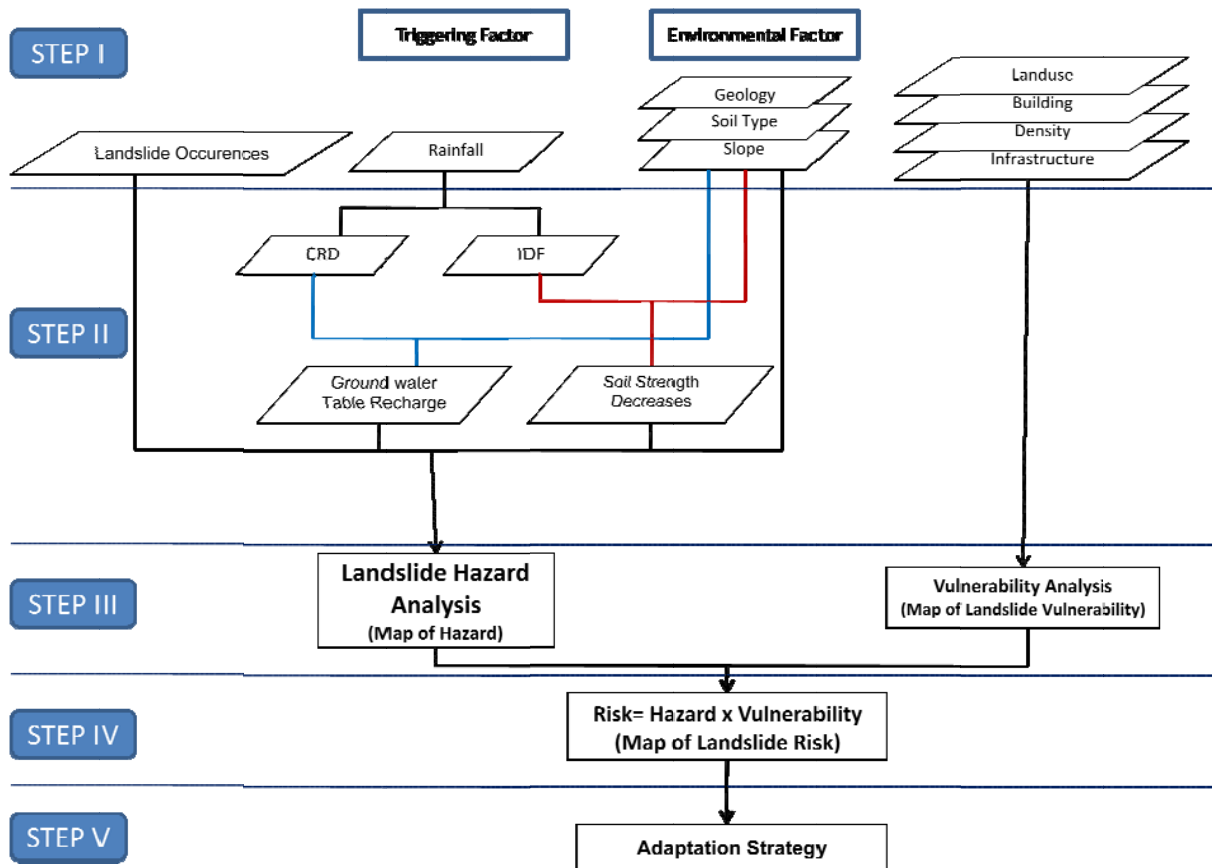 STEP I
Triggering Factor
Environmental Factor
Landslide Occurences
Rainfall
Geology
Soil Type
Slope
Landuse
Building
Density
Infrastructure
STEP II
CRD
IDF
Ground water
Table Recharge
Soil Strength
Decreases
STEP III
Landslide Hazard
Analysis
(Map of Hazard)
Vulnerability Analysis
(Map of Landslide Vulnerability)
STEP IV
Risk= Hazard x Vulnerability
(Map of Landslide Risk)
STEP V
Adaptation Strategy